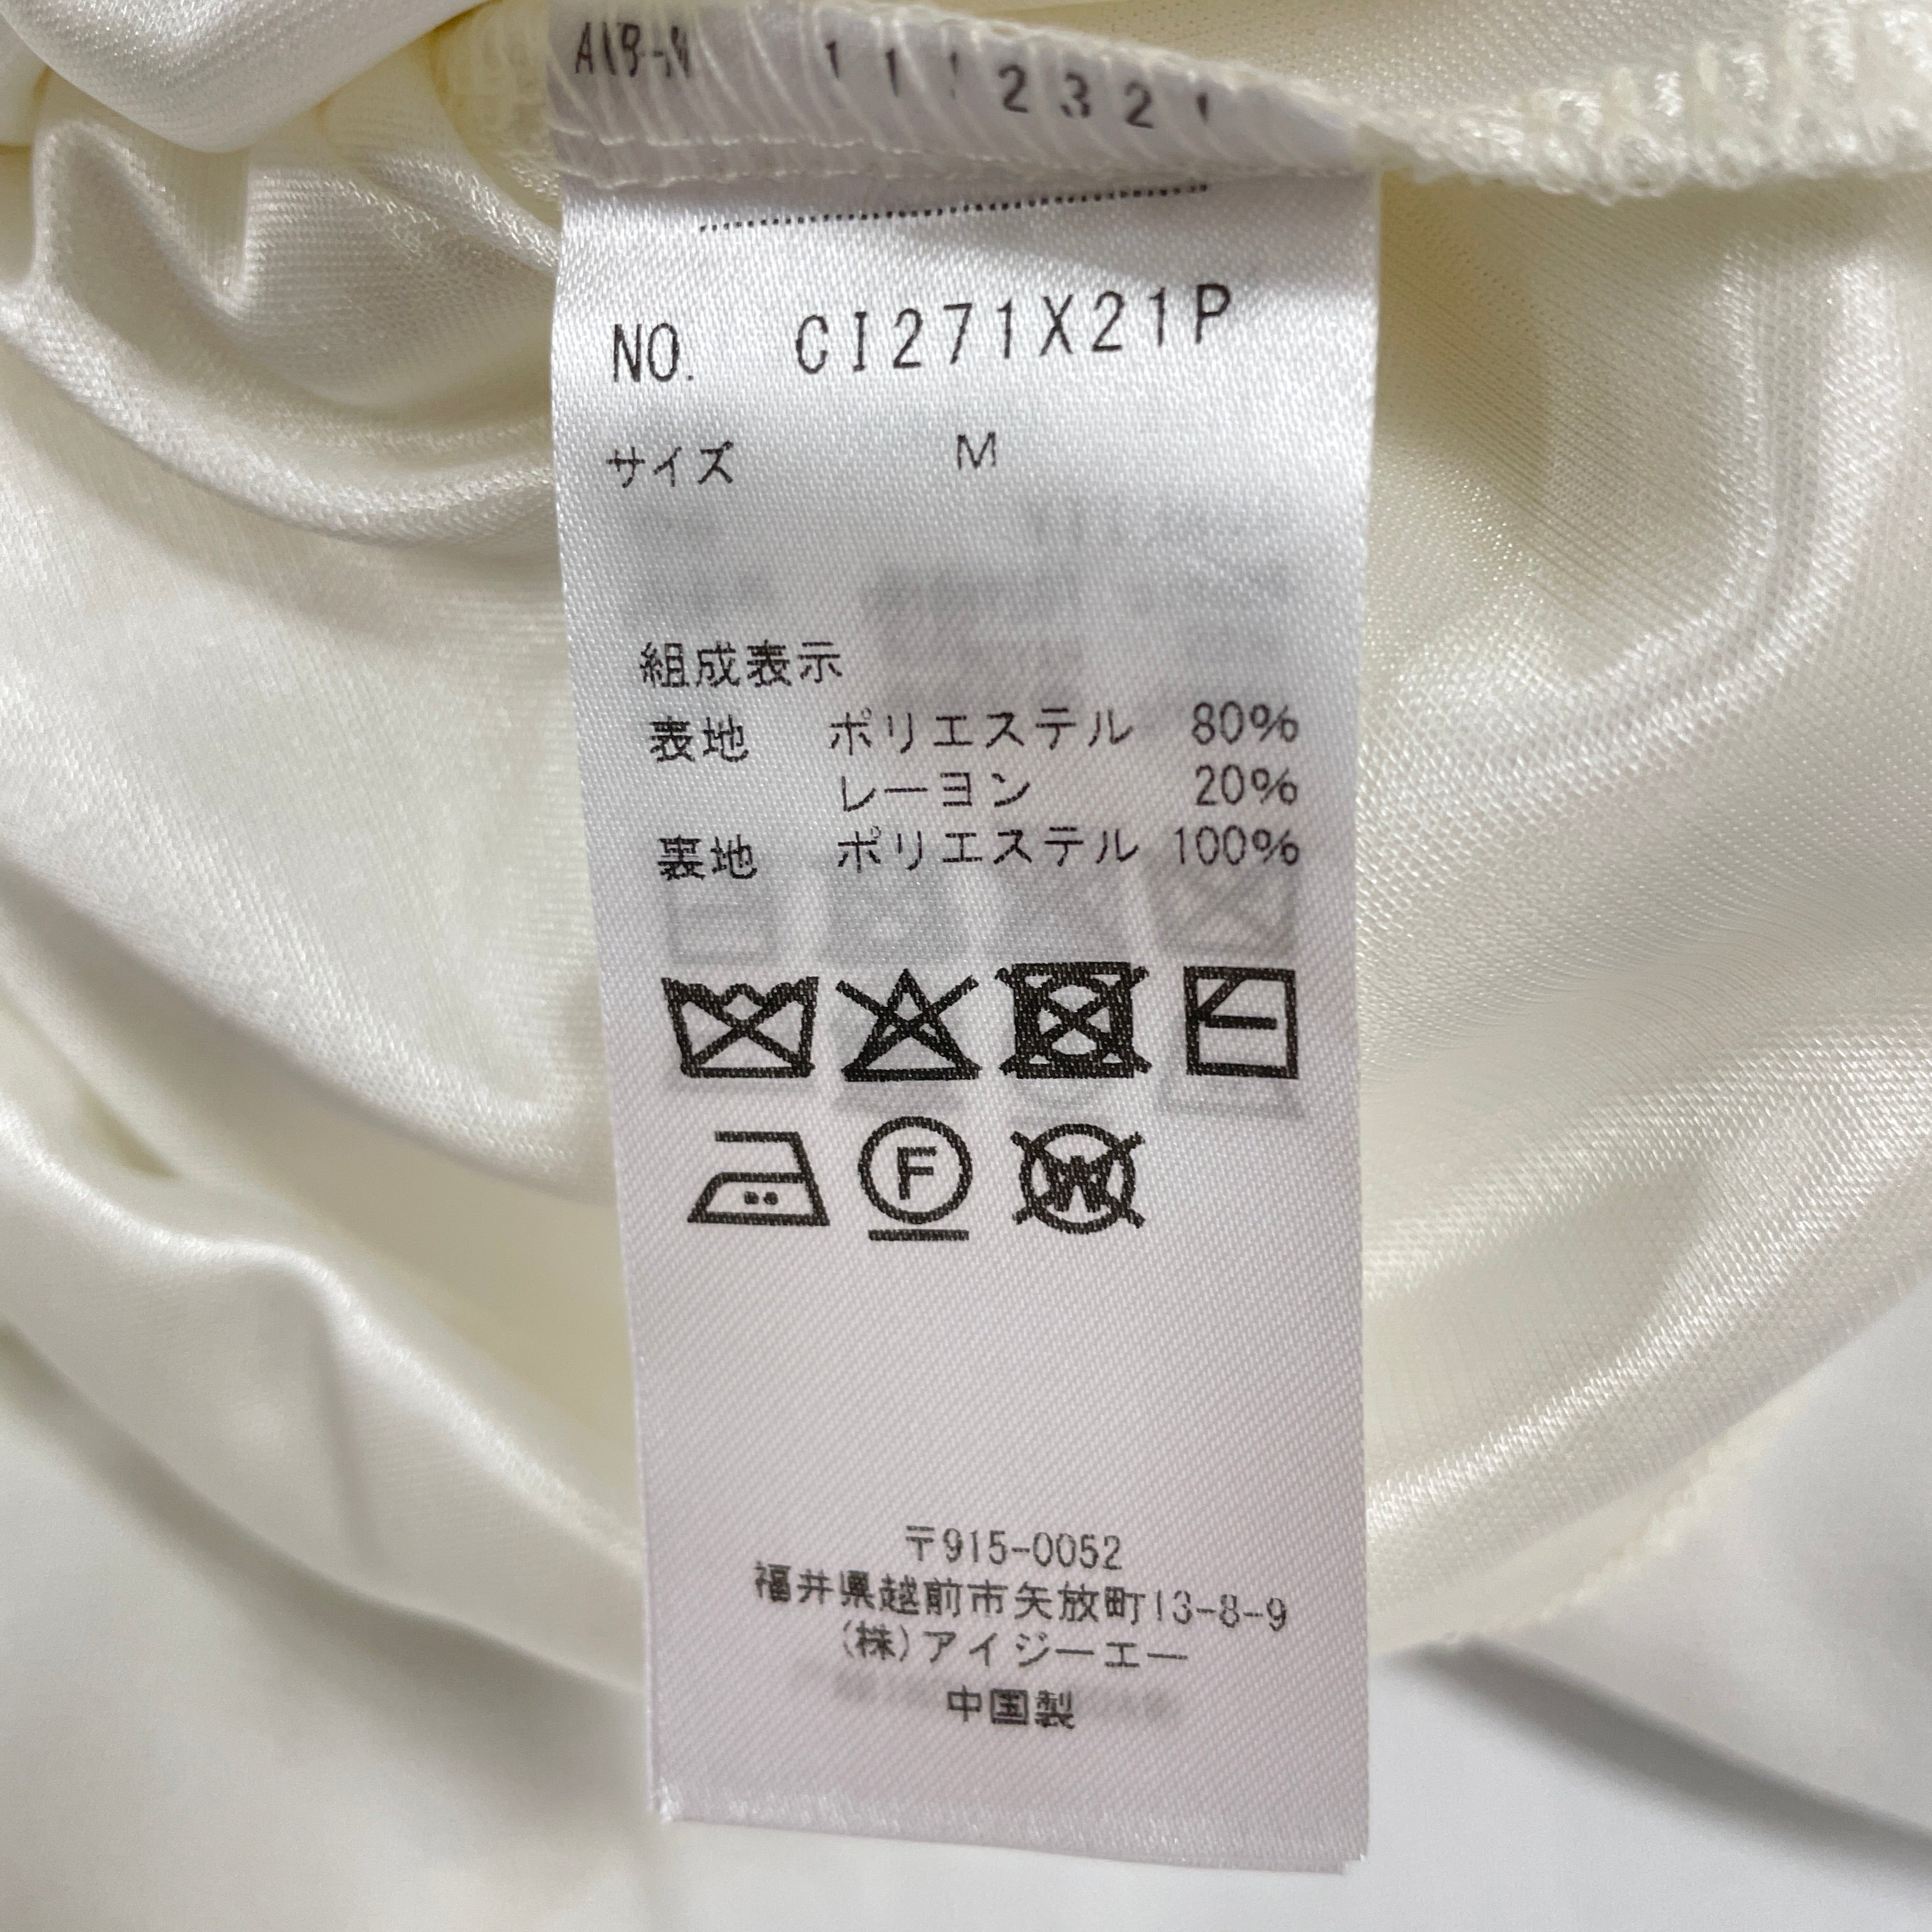 NO. CI271X21P
サイズ M
組成表示
表地 ポリエステル 80%
レーヨン 20%
裏地 ポリエステル 100%
F
W
〒915-0052
福井県越前市矢放町13-8-9
(株)アイジーエー
中国製